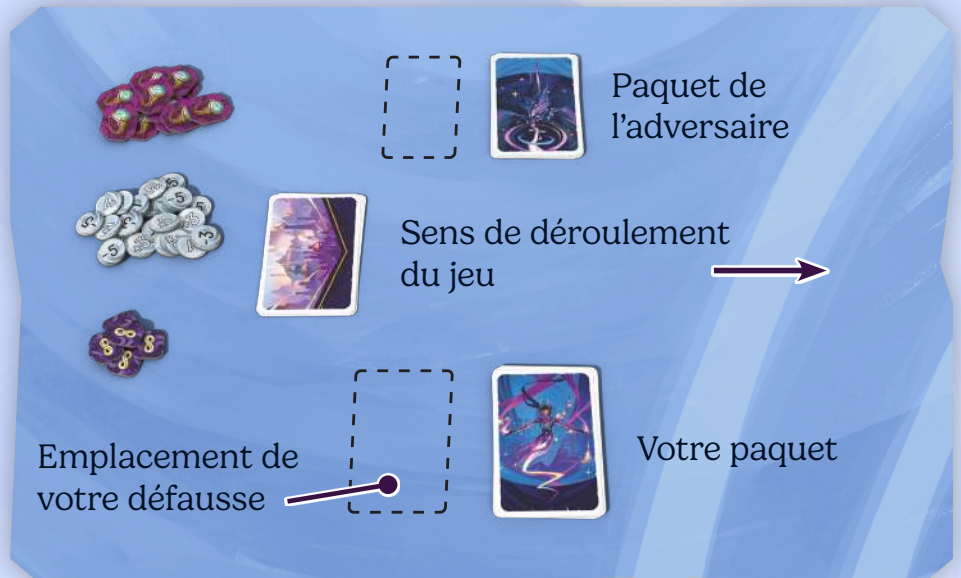 Paquet de
l’adversaire
Sens de déroulement
du jeu
Emplacement de
votre défausse
Votre paquet